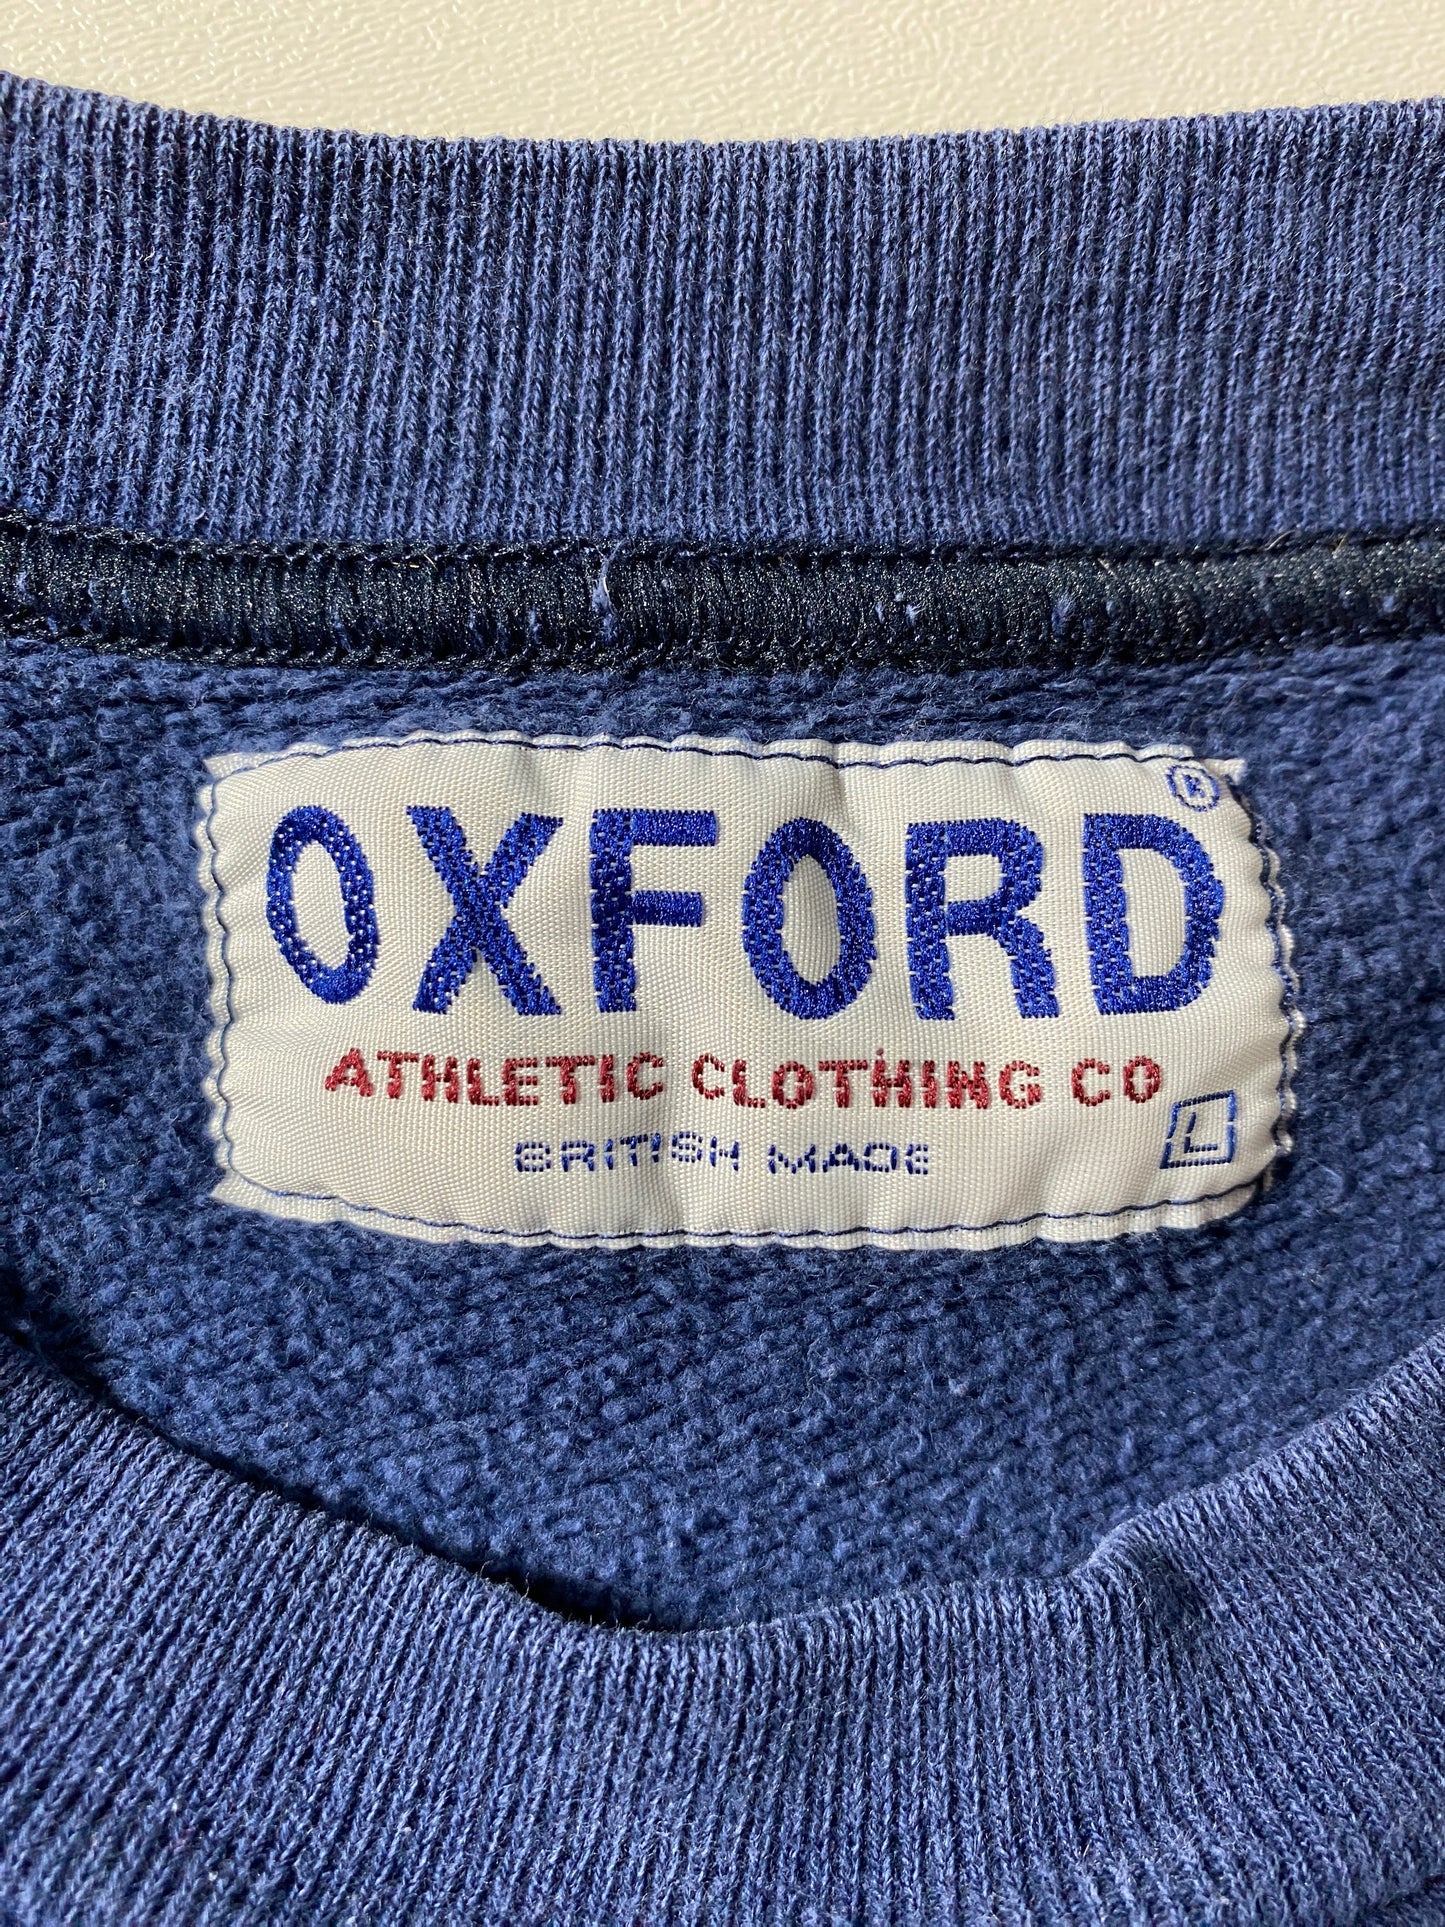 OXFORD®
ATHLETIC CLOTHING CO
BRITISH MADE
L